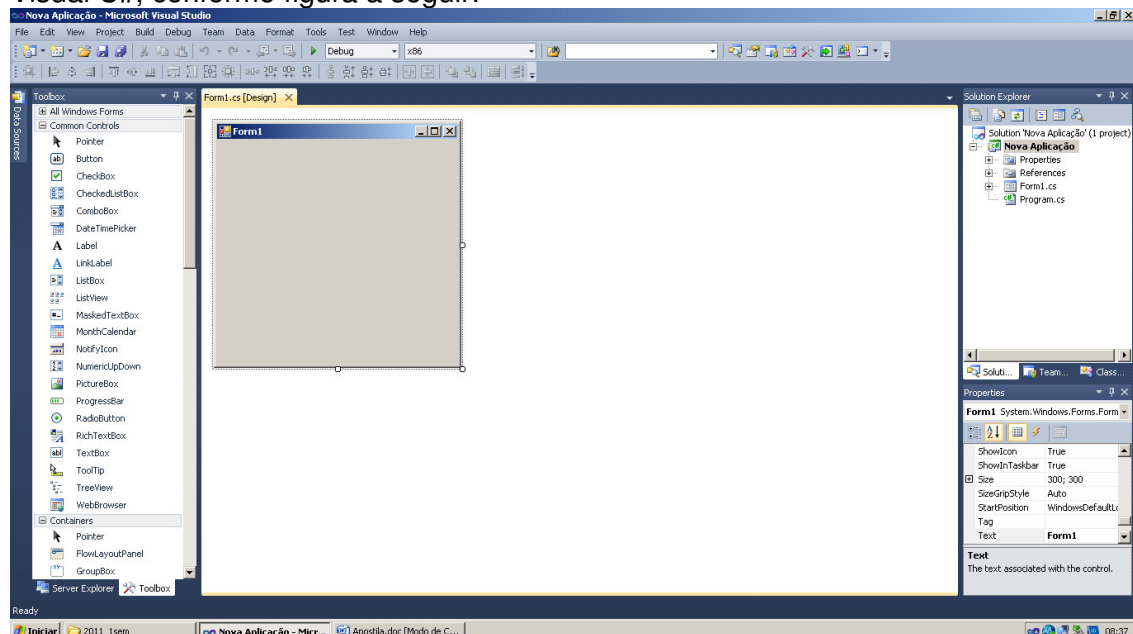 Visual C#, conforme figura a seguir:
Nova Aplicação - Microsoft Visual Studio
File Edit View Project Build Debug Team Data Format Tools Test Window Help
Debug x86
Toolbox
Data Sources
All Windows Forms
Common Controls
Pointer
Button
CheckBox
CheckedListBox
ComboBox
DateTimePicker
Label
LinkLabel
ListBox
ListView
MaskedTextBox
MonthCalendar
NotifyIcon
NumericUpDown
PictureBox
ProgressBar
RadioButton
RichTextBox
TextBox
ToolTip
TreeView
WebBrowser
Containers
Pointer
FlowLayoutPanel
GroupBox
Server Explorer Toolbox
Form1.cs [Design]
Form1
Solution Explorer
Solution 'Nova Aplicação' (1 project)
Nova Aplicação
Properties
References
Form1.cs
Program.cs
Soluti... Team... Class...
Properties
Form1 System.Windows.Forms.Form
ShowIcon True
ShowInTaskbar True
Size 300; 300
SizeGripStyle Auto
StartPosition WindowsDefaultLo
Tag
Text Form1
Text
The text associated with the control.
Ready
Iniciar 2011_1sem Nova Aplicação - Micr... Apostila.doc [Modo de C... 08:37